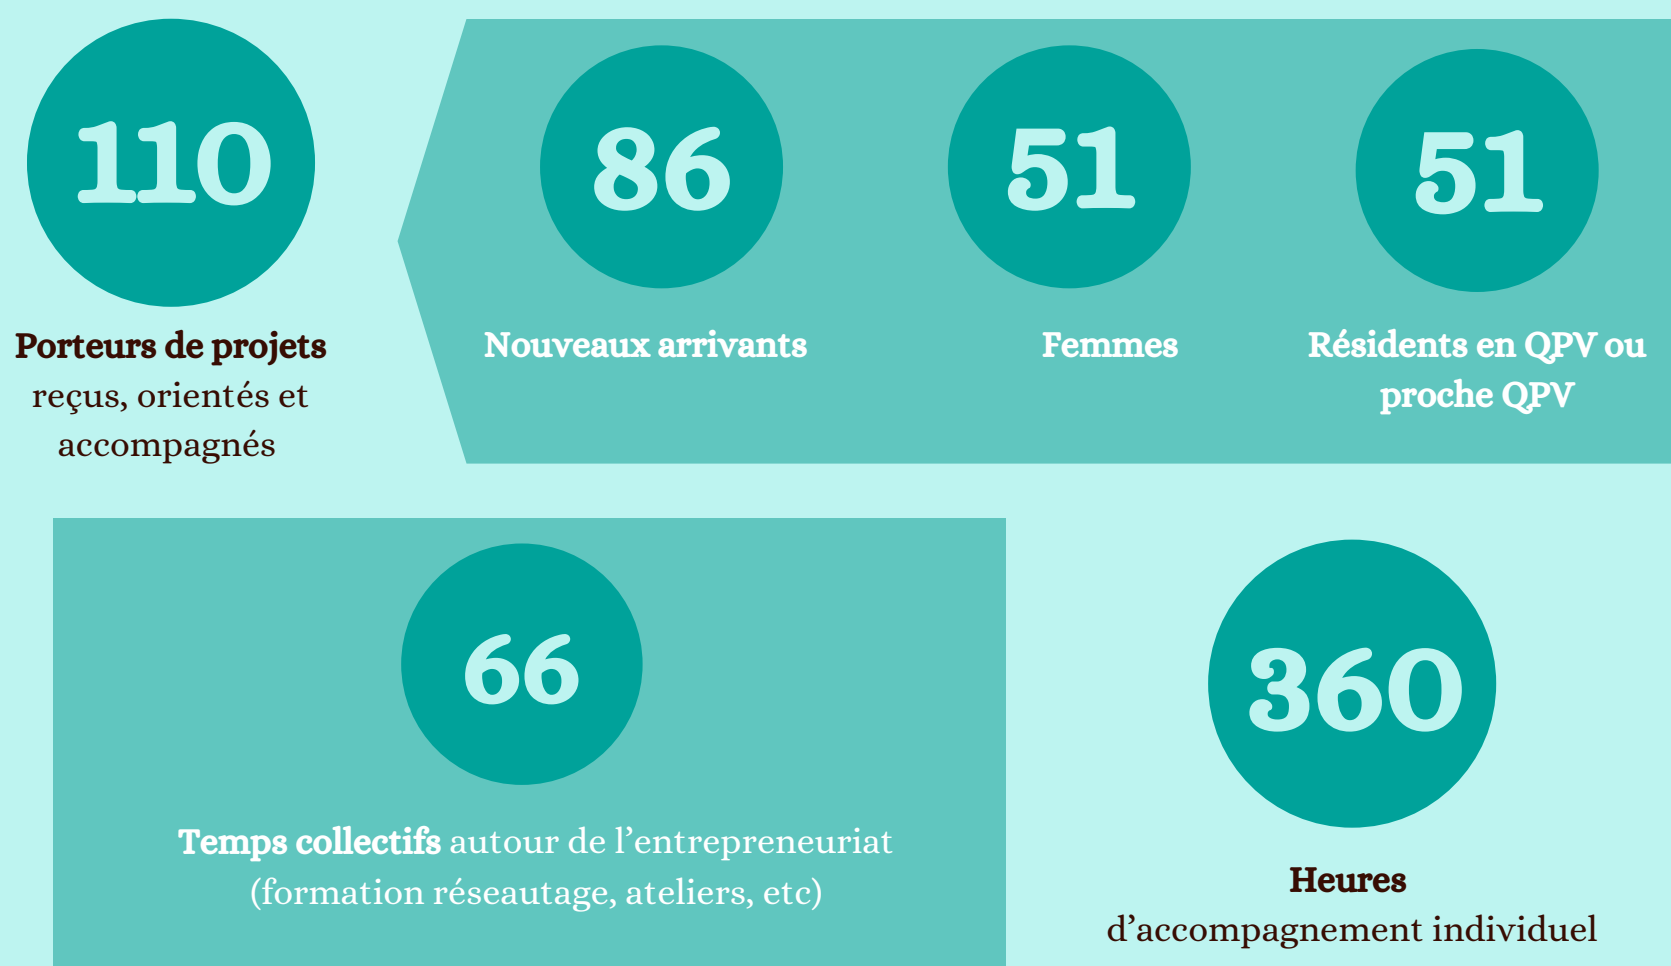 110
Porteurs de projets
reçus, orientés et
accompagnés
86
Nouveaux arrivants
51
Femmes
51
Résidents en QPV ou
proche QPV
66
Temps collectifs autour de l’entrepreneuriat
(formation réseautage, ateliers, etc)
360
Heures
d’accompagnement individuel